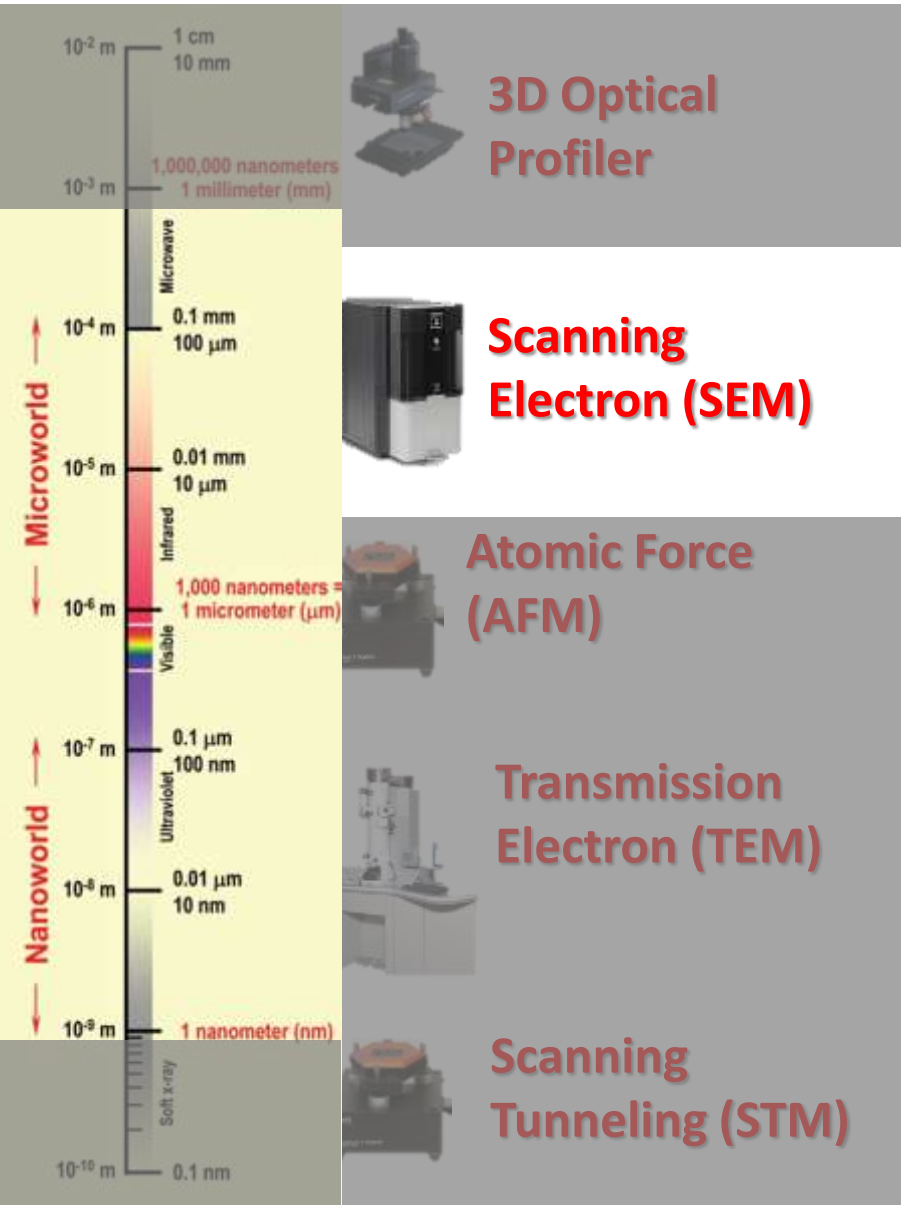 10⁻² m
1 cm
10 mm
1,000,000 nanometers
10⁻³ m
1 millimeter (mm)
Microwave
10⁻⁴ m
0.1 mm
100 μm
Microworld
10⁻⁵ m
0.01 mm
10 μm
Infrared
1,000 nanometers =
10⁻⁶ m
1 micrometer (μm)
Visible
10⁻⁷ m
0.1 μm
100 nm
Ultraviolet
Nanoworld
10⁻⁸ m
0.01 μm
10 nm
10⁻⁹ m
1 nanometer (nm)
Soft x-ray
10⁻¹⁰ m
0.1 nm
3D Optical
Profiler
Scanning
Electron (SEM)
Atomic Force
(AFM)
Transmission
Electron (TEM)
Scanning
Tunneling (STM)